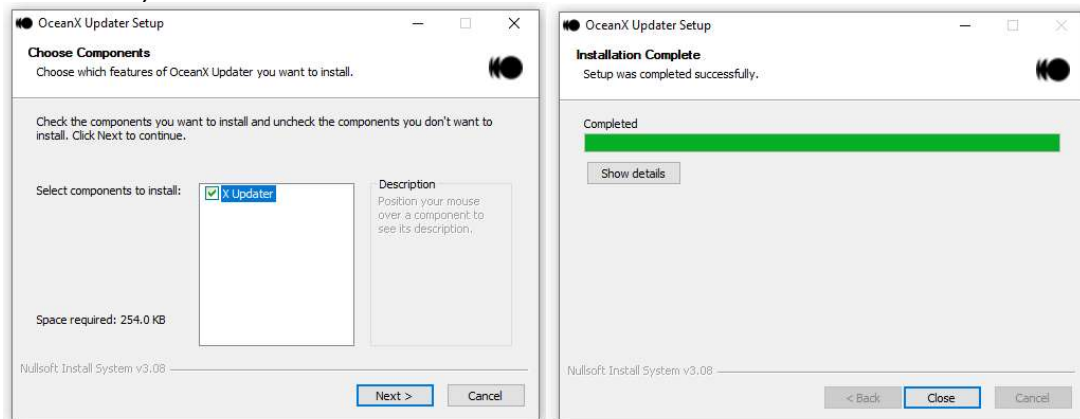 OceanX Updater Setup
Choose Components
Choose which features of OceanX Updater you want to install.
Check the components you want to install and uncheck the components you don't want to
install. Click Next to continue.
Select components to install:
X Updater
Description
Position your mouse
over a component to
see its description.
Space required: 254.0 KB
Nullsoft Install System v3.08
Next >
Cancel
OceanX Updater Setup
Installation Complete
Setup was completed successfully.
Completed
Show details
Nullsoft Install System v3.08
< Back
Close
Cancel